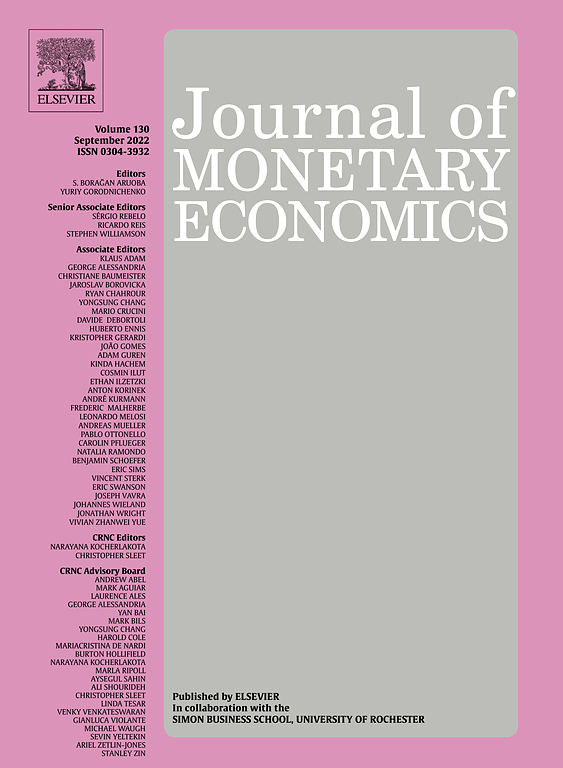 ELSEVIER
Volume 130
September 2022
ISSN 0304-3932
Editors
S. BORAĞAN ARUOBA
YURIY GORODNICHENKO
Senior Associate Editors
SÉRGIO REBELO
RICARDO REIS
STEPHEN WILLIAMSON
Associate Editors
KLAUS ADAM
GEORGE ALESSANDRIA
CHRISTIANE BAUMEISTER
JAROSLAV BOROVICKA
RYAN CHAHROUR
YONGSUNG CHANG
MARIO CRUCINI
DAVIDE DEBORTOLI
HUBERTO ENNIS
KRISTOPHER GERARDI
JOÃO GOMES
ADAM GUREN
KINDA HACHEM
COSMIN ILUT
ETHAN ILZETZKI
ANTON KORINEK
ANDRÉ KURMANN
FREDERIC MALHERBE
LEONARDO MELOSI
ANDREAS MUELLER
PABLO OTTONELLO
CAROLIN PFLUEGER
NATALIA RAMONDO
BENJAMIN SCHOEFER
ERIC SIMS
VINCENT STERK
ERIC SWANSON
JOSEPH VAVRA
JOHANNES WIELAND
JONATHAN WRIGHT
VIVIAN ZHANWEI YUE
CRNC Editors
NARAYANA KOCHERLAKOTA
CHRISTOPHER SLEET
CRNC Advisory Board
ANDREW ABEL
MARK AGUIAR
LAURENCE ALES
GEORGE ALESSANDRIA
YAN BAI
MARK BILS
YONGSUNG CHANG
HAROLD COLE
MARIACRISTINA DE NARDI
BURTON HOLLIFIELD
NARAYANA KOCHERLAKOTA
MARLA RIPOLL
AYSEGUL SAHIN
ALI SHOURIDEH
CHRISTOPHER SLEET
LINDA TESAR
VENKY VENKATESWARAN
GIANLUCA VIOLANTE
MICHAEL WAUGH
SEVIN YELTEKIN
ARIEL ZETLIN-JONES
STANLEY ZIN
Journal of
MONETARY
ECONOMICS
Published by ELSEVIER
In collaboration with the
SIMON BUSINESS SCHOOL, UNIVERSITY OF ROCHESTER